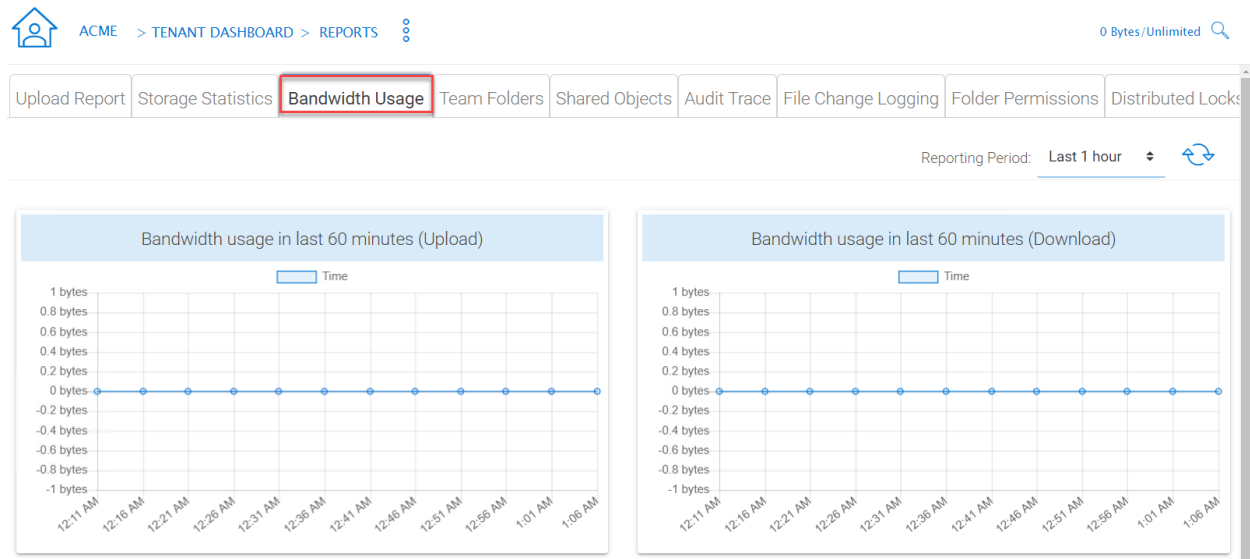 ACME > TENANT DASHBOARD > REPORTS
0 Bytes/Unlimited
Upload Report Storage Statistics Bandwidth Usage Team Folders Shared Objects Audit Trace File Change Logging Folder Permissions Distributed Locks
Reporting Period: Last 1 hour
Bandwidth usage in last 60 minutes (Upload)
Time
1 bytes
0.8 bytes
0.6 bytes
0.4 bytes
0.2 bytes
0 bytes
-0.2 bytes
-0.4 bytes
-0.6 bytes
-0.8 bytes
-1 bytes
12:11 AM 12:16 AM 12:21 AM 12:26 AM 12:31 AM 12:36 AM 12:41 AM 12:46 AM 12:51 AM 12:56 AM 1:01 AM 1:06 AM
Bandwidth usage in last 60 minutes (Download)
Time
1 bytes
0.8 bytes
0.6 bytes
0.4 bytes
0.2 bytes
0 bytes
-0.2 bytes
-0.4 bytes
-0.6 bytes
-0.8 bytes
-1 bytes
12:11 AM 12:16 AM 12:21 AM 12:26 AM 12:31 AM 12:36 AM 12:41 AM 12:46 AM 12:51 AM 12:56 AM 1:01 AM 1:06 AM